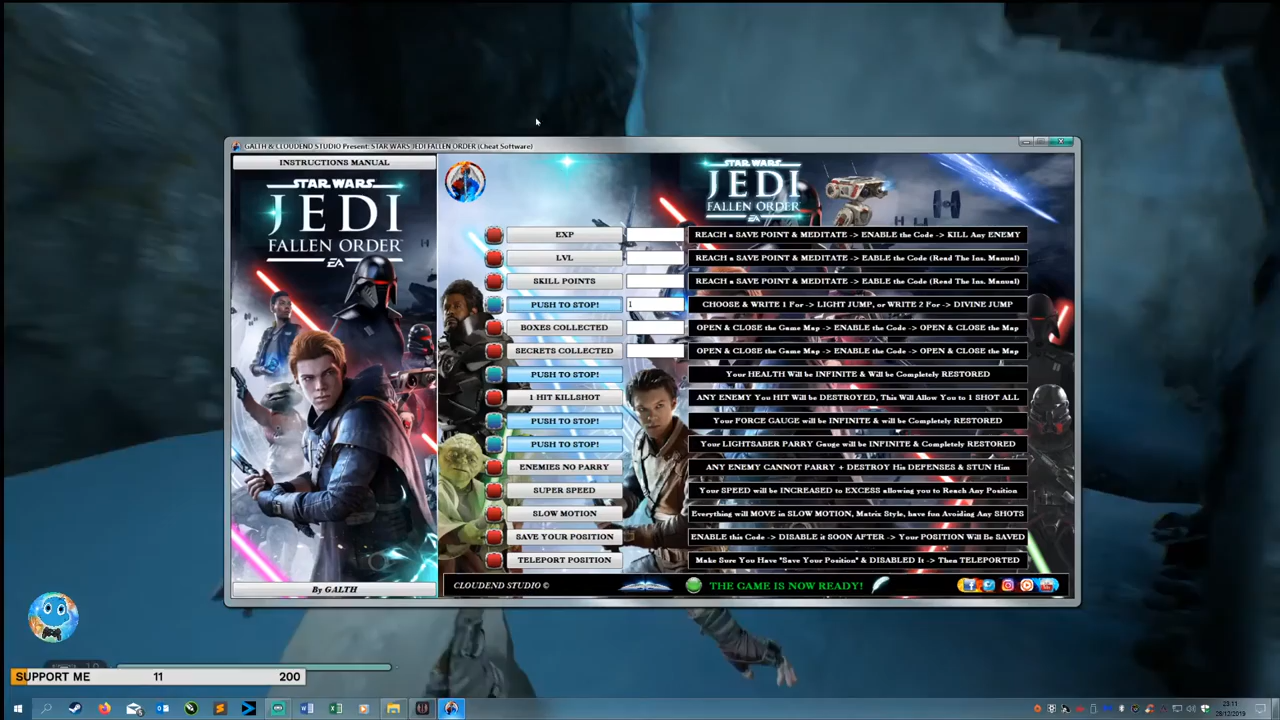 GALTH & CLOUDEND STUDIO Present: STAR WARS JEDI FALLEN ORDER (Cheat Software)
INSTRUCTIONS MANUAL
STAR WARS
JEDI
FALLEN ORDER
EA
STAR WARS
JEDI
FALLEN ORDER
EA
EXP REACH a SAVE POINT & MEDITATE -> ENABLE the Code -> KILL Any ENEMY
LVL REACH a SAVE POINT & MEDITATE -> EABLE the Code (Read The Ins. Manual)
SKILL POINTS REACH a SAVE POINT & MEDITATE -> EABLE the Code (Read The Ins. Manual)
PUSH TO STOP! 1 CHOOSE & WRITE 1 For -> LIGHT JUMP, or WRITE 2 For -> DIVINE JUMP
BOXES COLLECTED OPEN & CLOSE the Game Map -> ENABLE the Code -> OPEN & CLOSE the Map
SECRETS COLLECTED OPEN & CLOSE the Game Map -> ENABLE the Code -> OPEN & CLOSE the Map
PUSH TO STOP! Your HEALTH Will be INFINITE & Will be Completely RESTORED
1 HIT KILLSHOT ANY ENEMY You HIT Will be DESTROYED, This Will Allow You to 1 SHOT ALL
PUSH TO STOP! Your FORCE GAUGE will be INFINITE & will be Completely RESTORED
PUSH TO STOP! Your LIGHTSABER PARRY Gauge will be INFINITE & Completely RESTORED
ENEMIES NO PARRY ANY ENEMY CANNOT PARRY + DESTROY His DEFENSES & STUN Him
SUPER SPEED Your SPEED will be INCREASED to EXCESS allowing you to Reach Any Position
SLOW MOTION Everything will MOVE in SLOW MOTION, Matrix Style, have fun Avoiding Any SHOTS
SAVE YOUR POSITION ENABLE this Code -> DISABLE it SOON AFTER -> Your POSITION Will Be SAVED
TELEPORT POSITION Make Sure You Have "Save Your Position" & DISABLED It -> Then TELEPORTED
By GALTH
CLOUDEND STUDIO © THE GAME IS NOW READY!
SUPPORT ME 11 200
23:11
28/12/2019